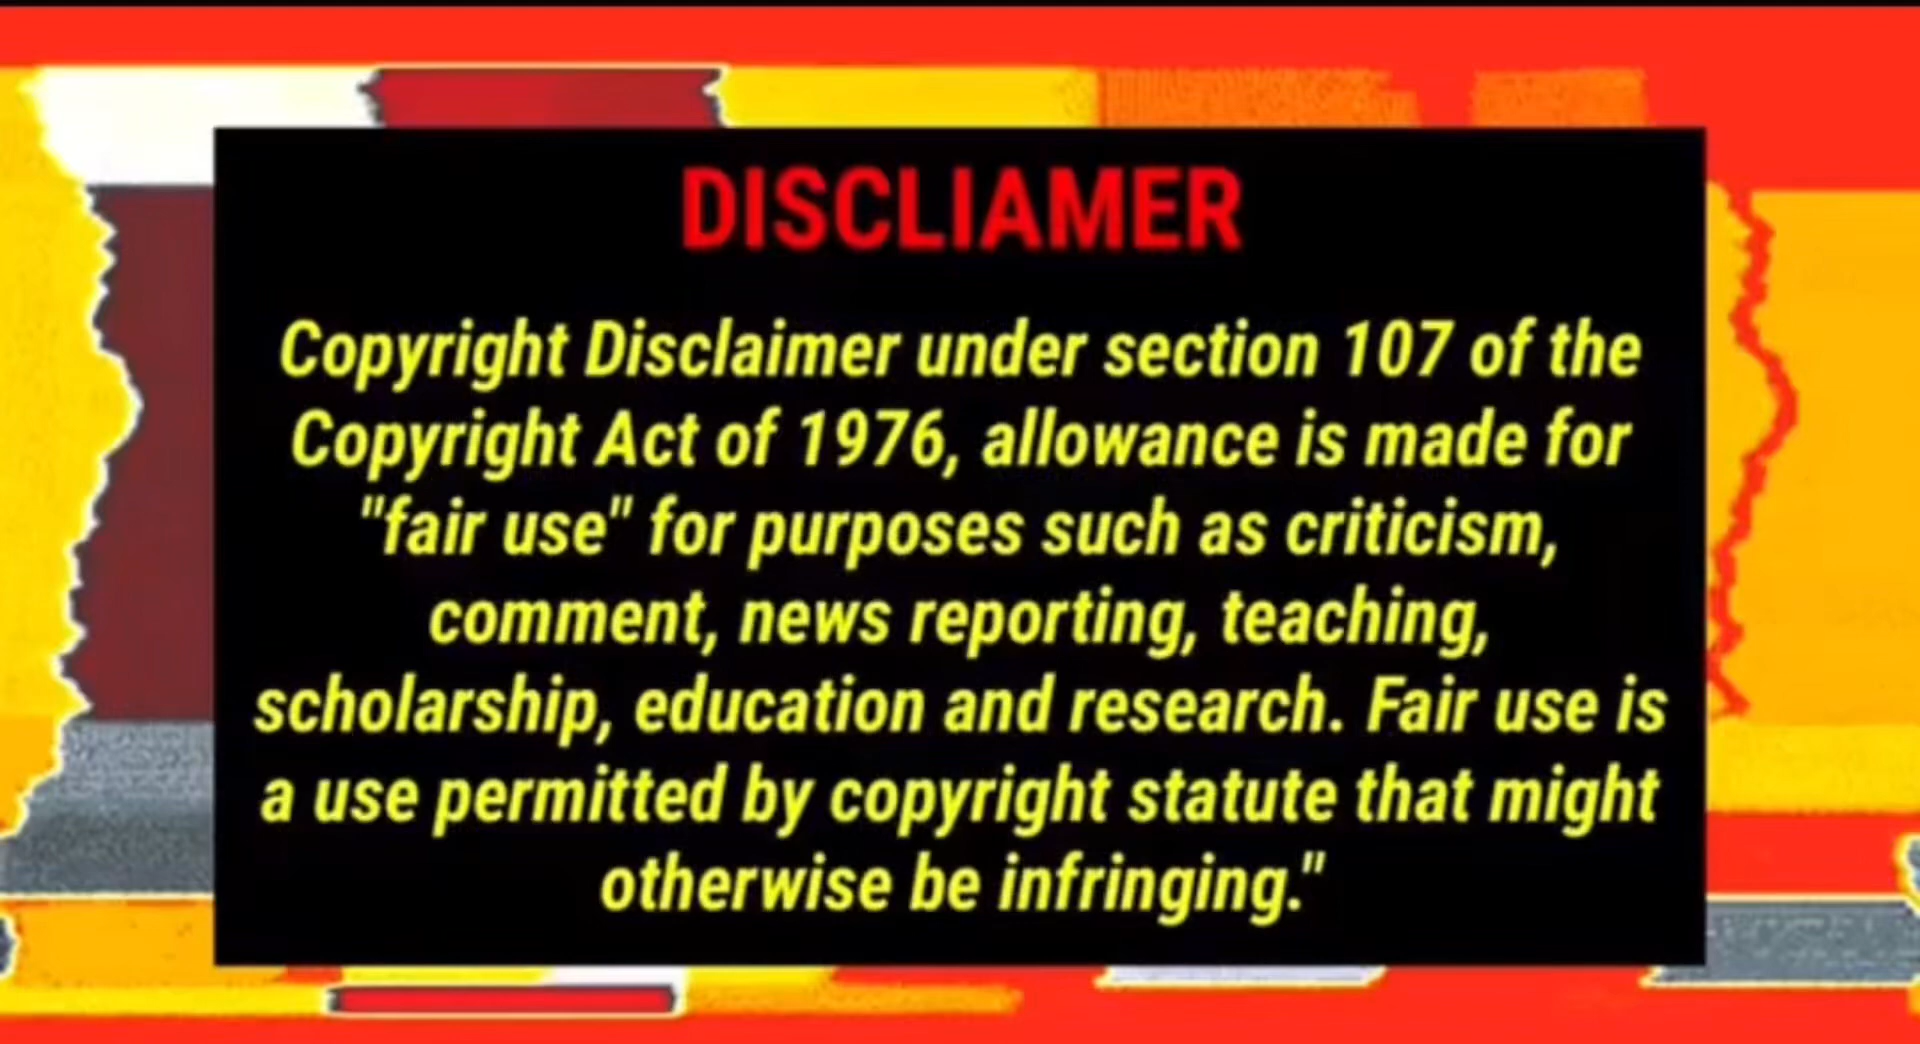 DISCLIAMER
Copyright Disclaimer under section 107 of the
Copyright Act of 1976, allowance is made for
"fair use" for purposes such as criticism,
comment, news reporting, teaching,
scholarship, education and research. Fair use is
a use permitted by copyright statute that might
otherwise be infringing."